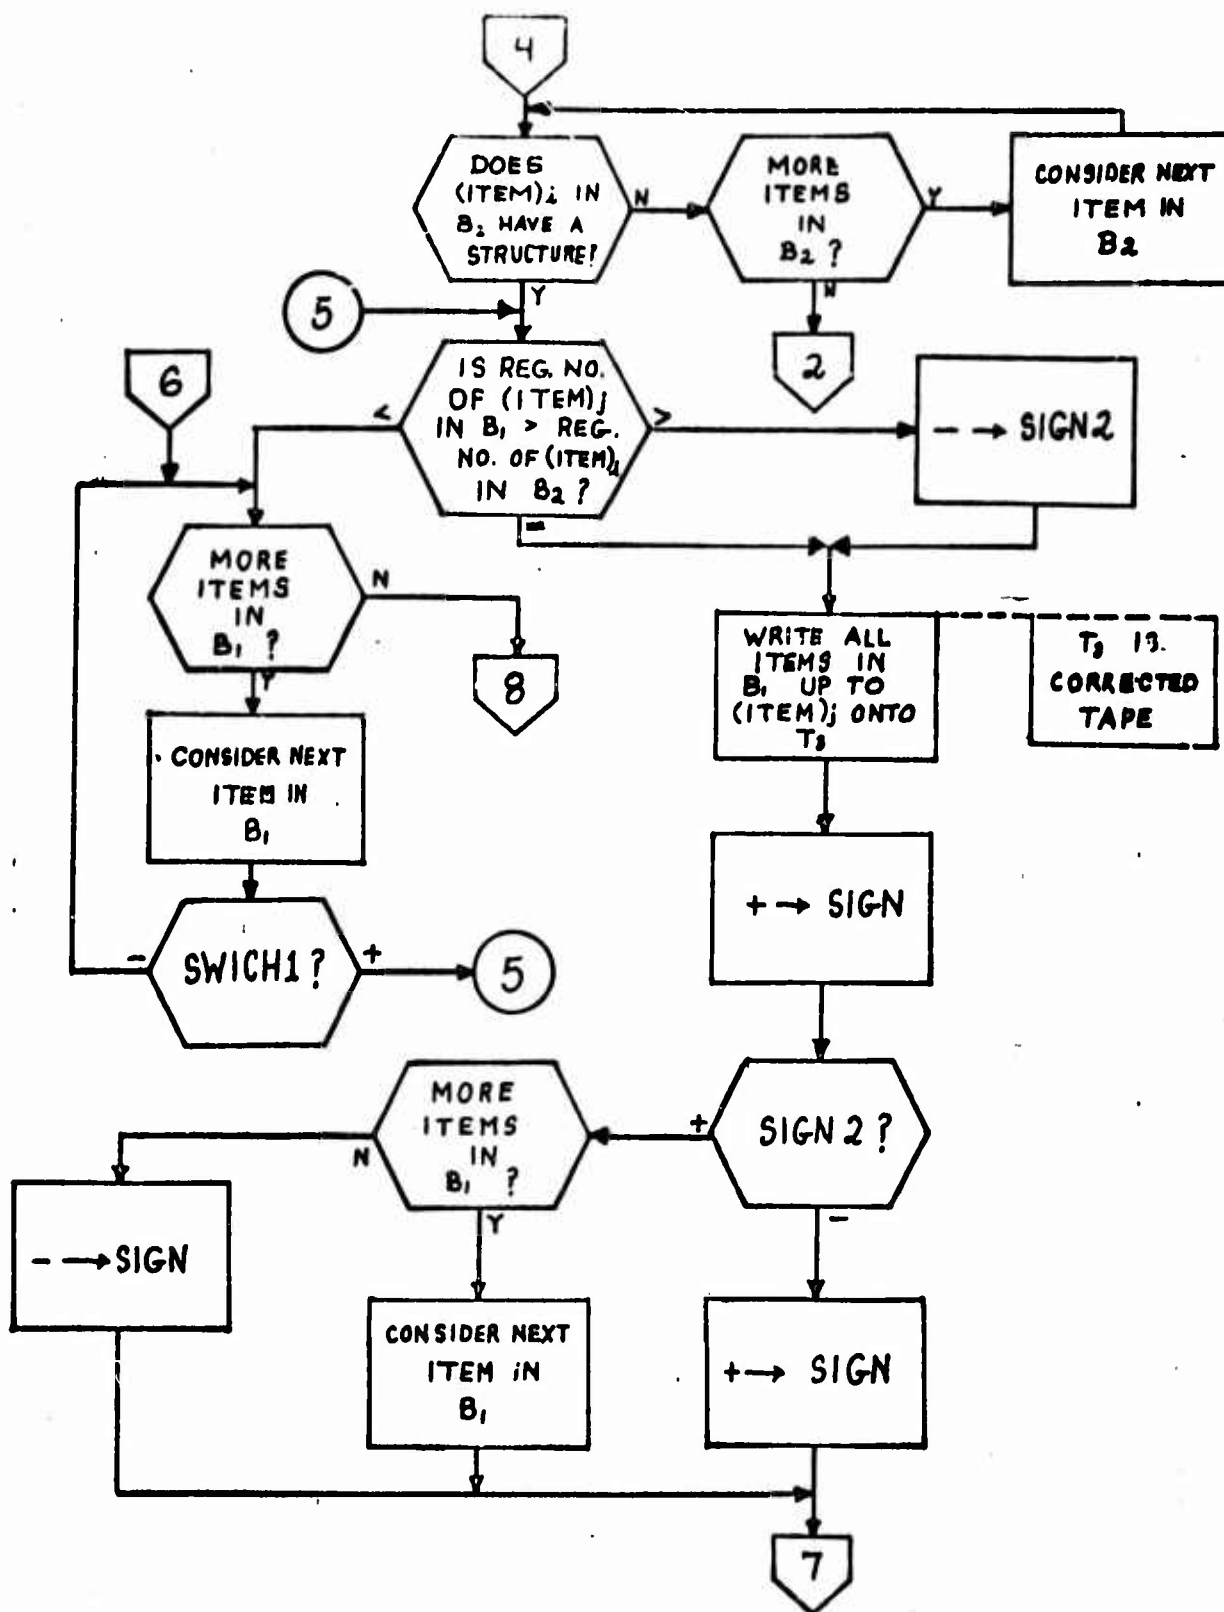 4
DOES
(ITEM)i IN
B2 HAVE A
STRUCTURE?
N
MORE
ITEMS
IN
B2 ?
Y
CONSIDER NEXT
ITEM IN
B2
Y
N
5
2
6
IS REG. NO.
OF (ITEM)j
IN B1 > REG.
NO. OF (ITEM)i
IN B2 ?
<
>
=
- → SIGN2
MORE
ITEMS
IN
B1 ?
N
Y
8
WRITE ALL
ITEMS IN
B1 UP TO
(ITEM)j ONTO
T3
T3 IS
CORRECTED
TAPE
CONSIDER NEXT
ITEM IN
B1
+ → SIGN
SWICH1?
-
+
5
SIGN 2?
+
-
MORE
ITEMS
IN
B1 ?
N
Y
- → SIGN
CONSIDER NEXT
ITEM iN
B1
+ → SIGN
7